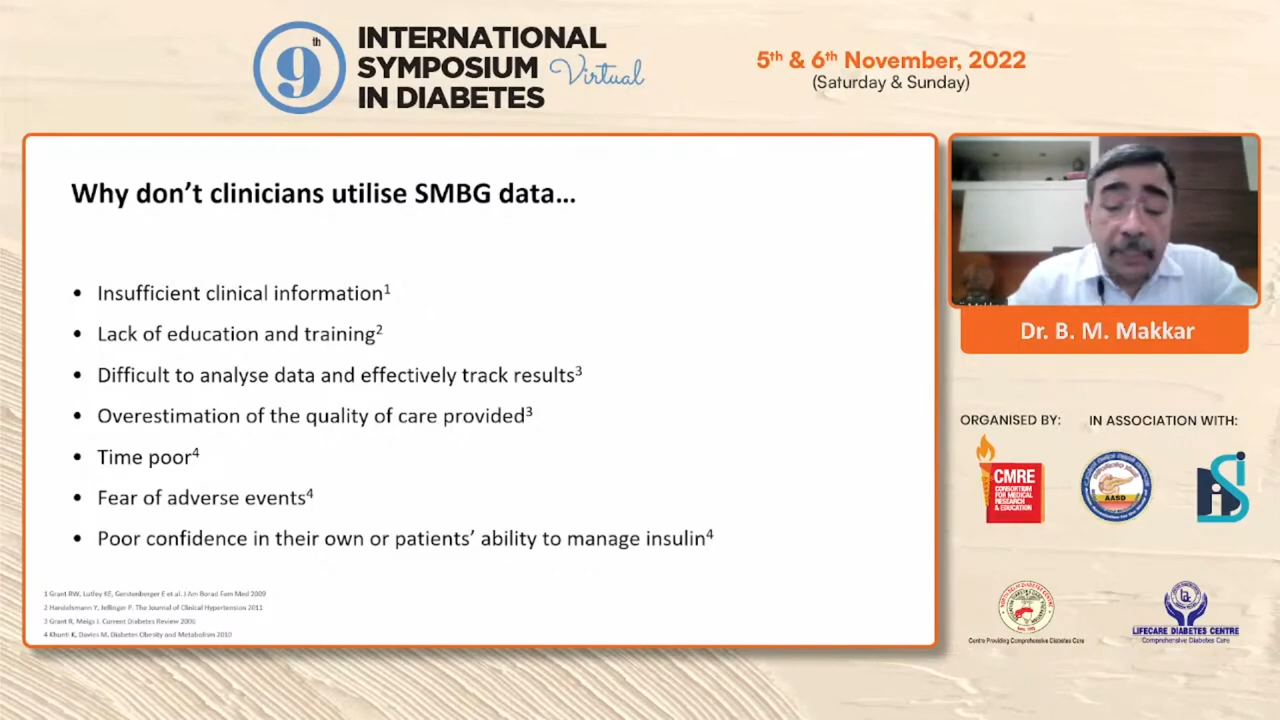 9th
INTERNATIONAL
SYMPOSIUM Virtual
IN DIABETES
5th & 6th November, 2022
(Saturday & Sunday)
Why don’t clinicians utilise SMBG data…
• Insufficient clinical information1
• Lack of education and training2
• Difficult to analyse data and effectively track results3
• Overestimation of the quality of care provided3
• Time poor4
• Fear of adverse events4
• Poor confidence in their own or patients’ ability to manage insulin4
1 Grant RW, Lutfey KE, Gerstenberger E et al. J Am Borad Fam Med 2009
2 Handelsmann Y, Jellinger P. The Journal of Clinical Hypertension 2011
3 Grant R, Meigs J. Current Diabetes Review 2006
4 Khunti K, Davies M, Diabetes Obesity and Metabolism 2010
Dr. B. M. Makkar
ORGANISED BY:
IN ASSOCIATION WITH:
CMRE
CONSORTIUM
FOR MEDICAL
RESEARCH
& EDUCATION
AASD
Centre Providing Comprehensive Diabetes Care
LIFECARE DIABETES CENTRE
Comprehensive Diabetes Care